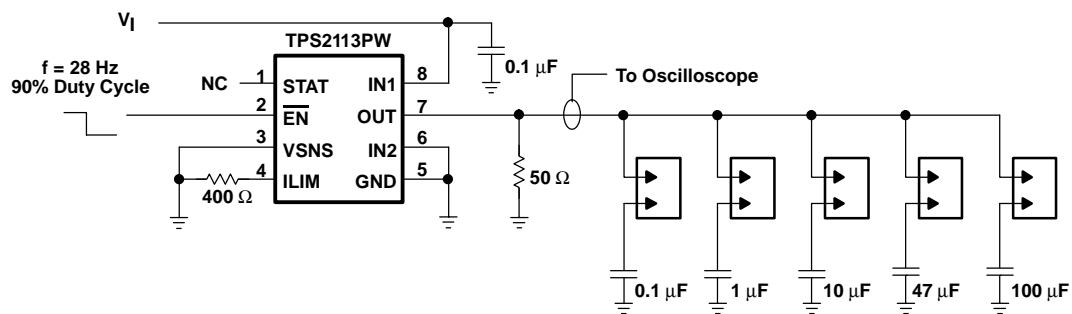 VI
TPS2113PW
f = 28 Hz
90% Duty Cycle
NC
1
STAT
IN1
8
0.1 μF
To Oscilloscope
2
EN
OUT
7
3
VSNS
IN2
6
400 Ω
4
ILIM
GND
5
50 Ω
0.1 μF
1 μF
10 μF
47 μF
100 μF